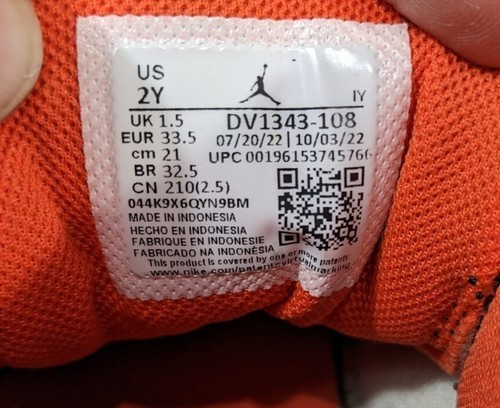 US
2Y
IY
UK 1.5 DV1343-108
EUR 33.5 07/20/22 | 10/03/22
cm 21 UPC 00196153745766
BR 32.5
CN 210(2.5)
044K9X6QYN9BM
MADE IN INDONESIA
HECHO EN INDONESIA
FABRIQUE EN INDONESIE
FABRICADO NA INDONÉSIA
This product is covered by one or more patents.
www.nike.com/patents virtualmarking